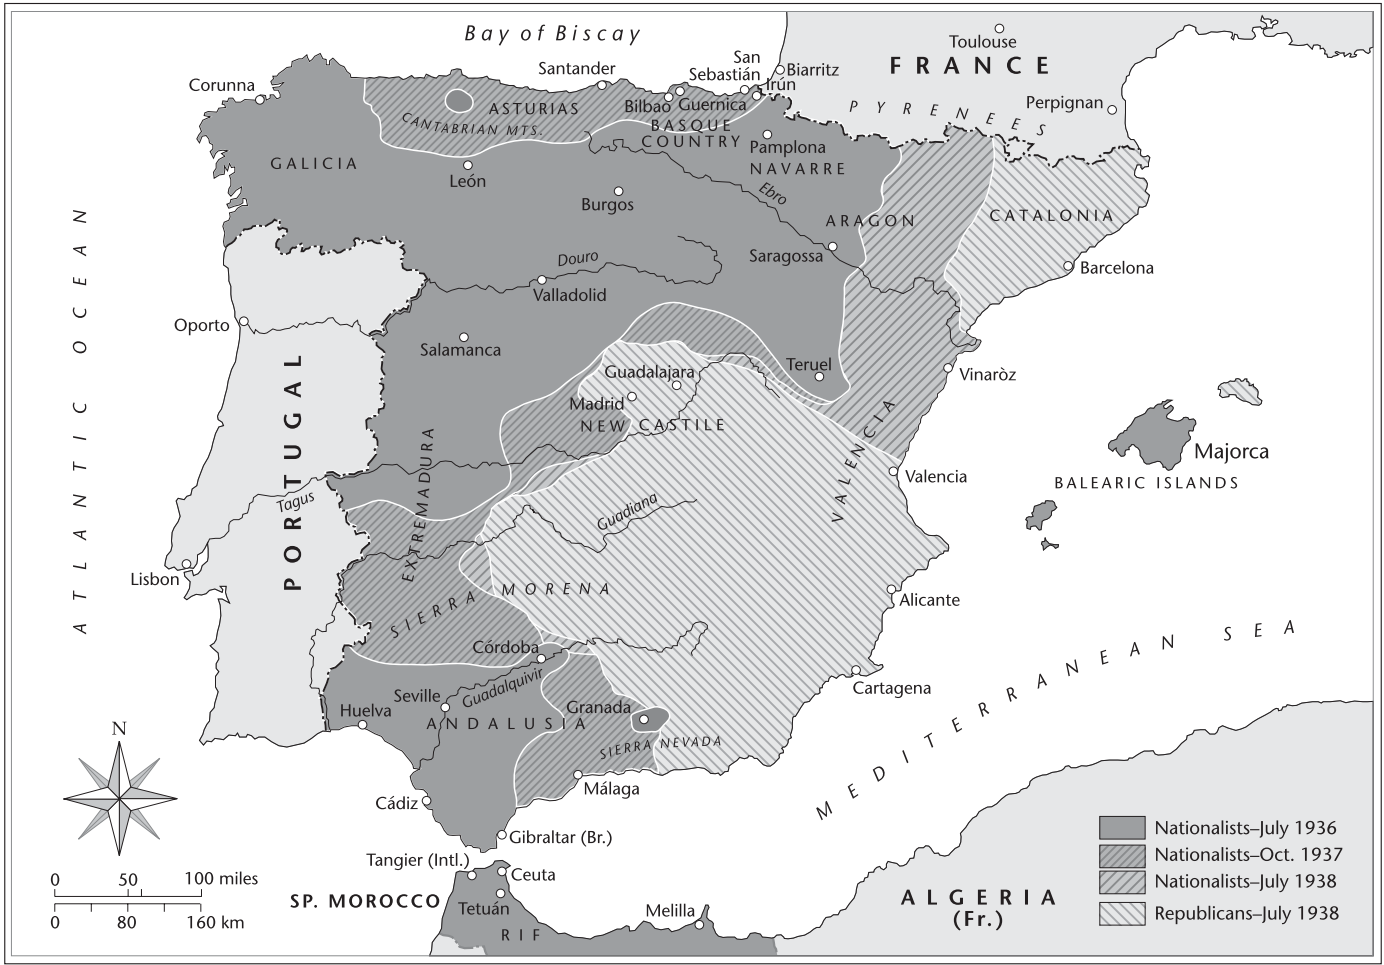 Bay of Biscay
Toulouse
FRANCE
San
Sebastián
Biarritz
Irún
Santander
Corunna
Bilbao
Guernica
Perpignan
PYRENEES
ASTURIAS
CANTABRIAN MTS.
BASQUE
COUNTRY
Pamplona
NAVARRE
GALICIA
León
Burgos
Ebro
ARAGON
CATALONIA
Saragossa
Barcelona
Douro
Valladolid
ATLANTIC OCEAN
Oporto
Salamanca
Teruel
Vinaròz
Guadalajara
Madrid
NEW CASTILE
PORTUGAL
EXTREMADURA
VALENCIA
Majorca
Valencia
BALEARIC ISLANDS
Tagus
Guadiana
Lisbon
SIERRA MORENA
Alicante
MEDITERRANEAN SEA
Córdoba
Cartagena
Seville
Guadalquivir
Huelva
ANDALUSIA
Granada
SIERRA NEVADA
N
Málaga
Cádiz
Gibraltar (Br.)
Tangier (Intl.)
Ceuta
SP. MOROCCO
Tetuán
Melilla
RIF
ALGERIA
(Fr.)
0 50 100 miles
0 80 160 km
Nationalists–July 1936
Nationalists–Oct. 1937
Nationalists–July 1938
Republicans–July 1938